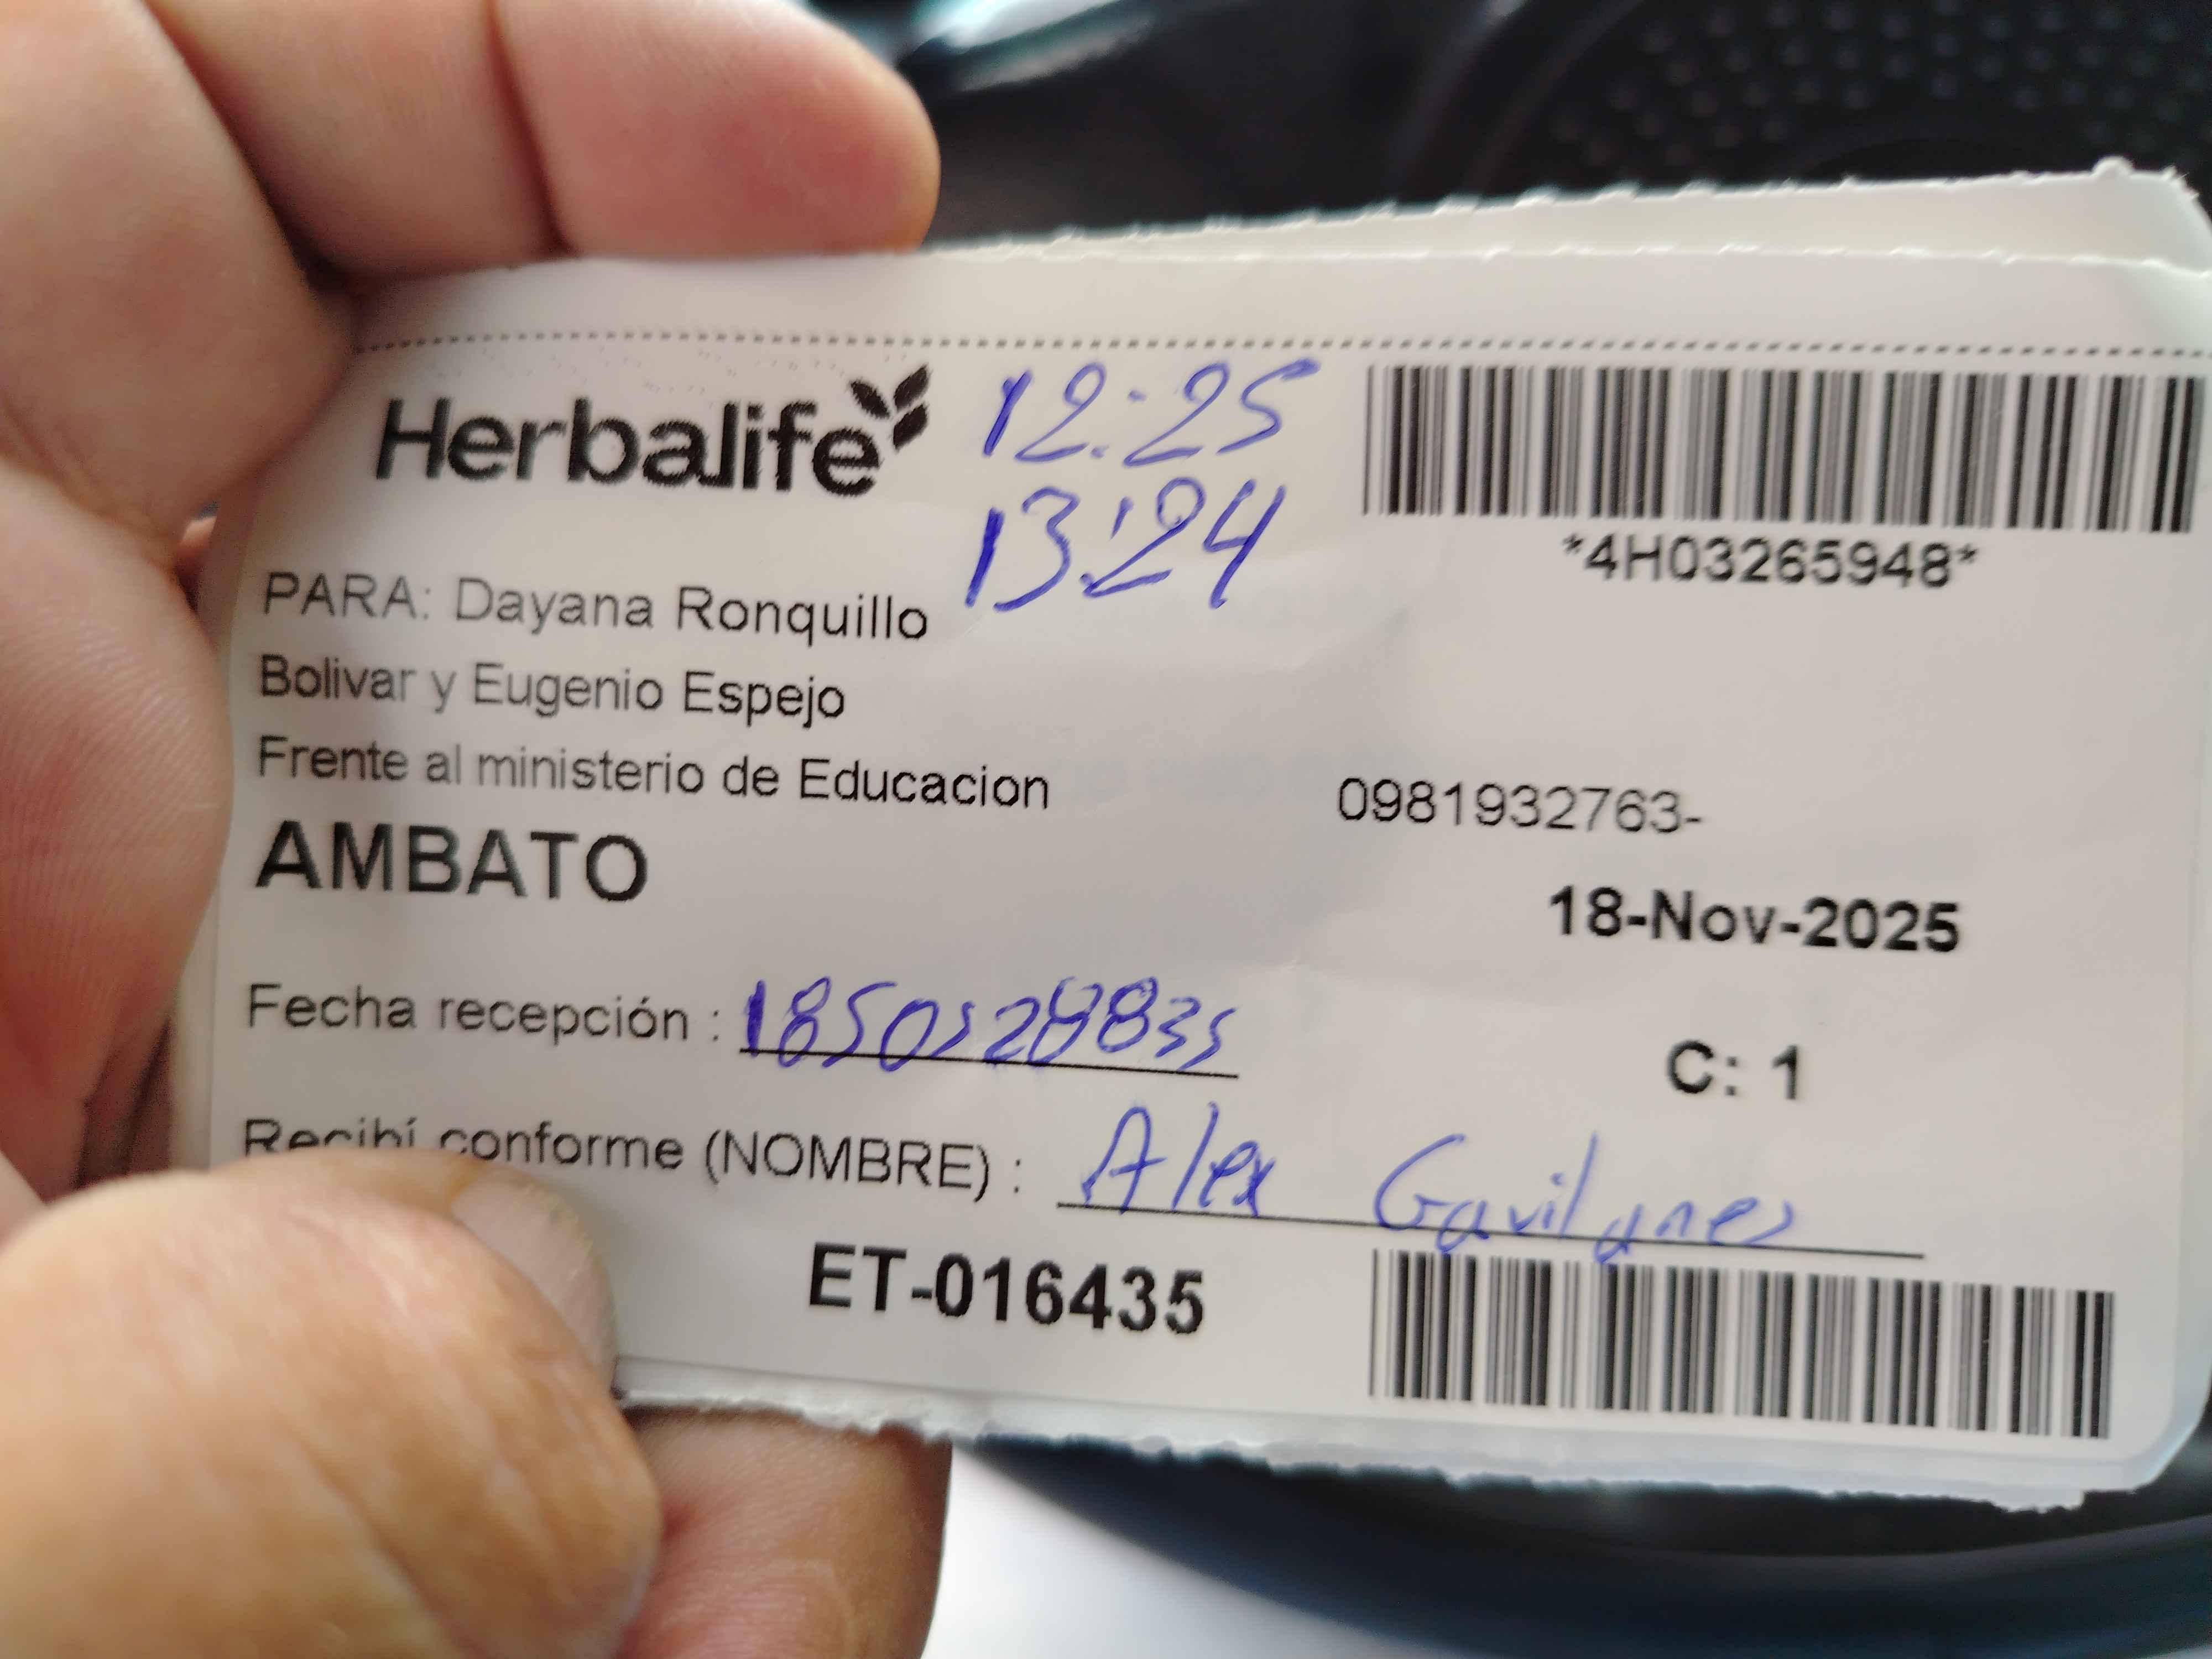 Herbalife 12:25
13:24
*4H03265948*
PARA: Dayana Ronquillo
Bolivar y Eugenio Espejo
Frente al ministerio de Educacion 0981932763-
AMBATO
18-Nov-2025
Fecha recepción :
C: 1
Recibí conforme (NOMBRE) : Alex Gavilanes
ET-016435